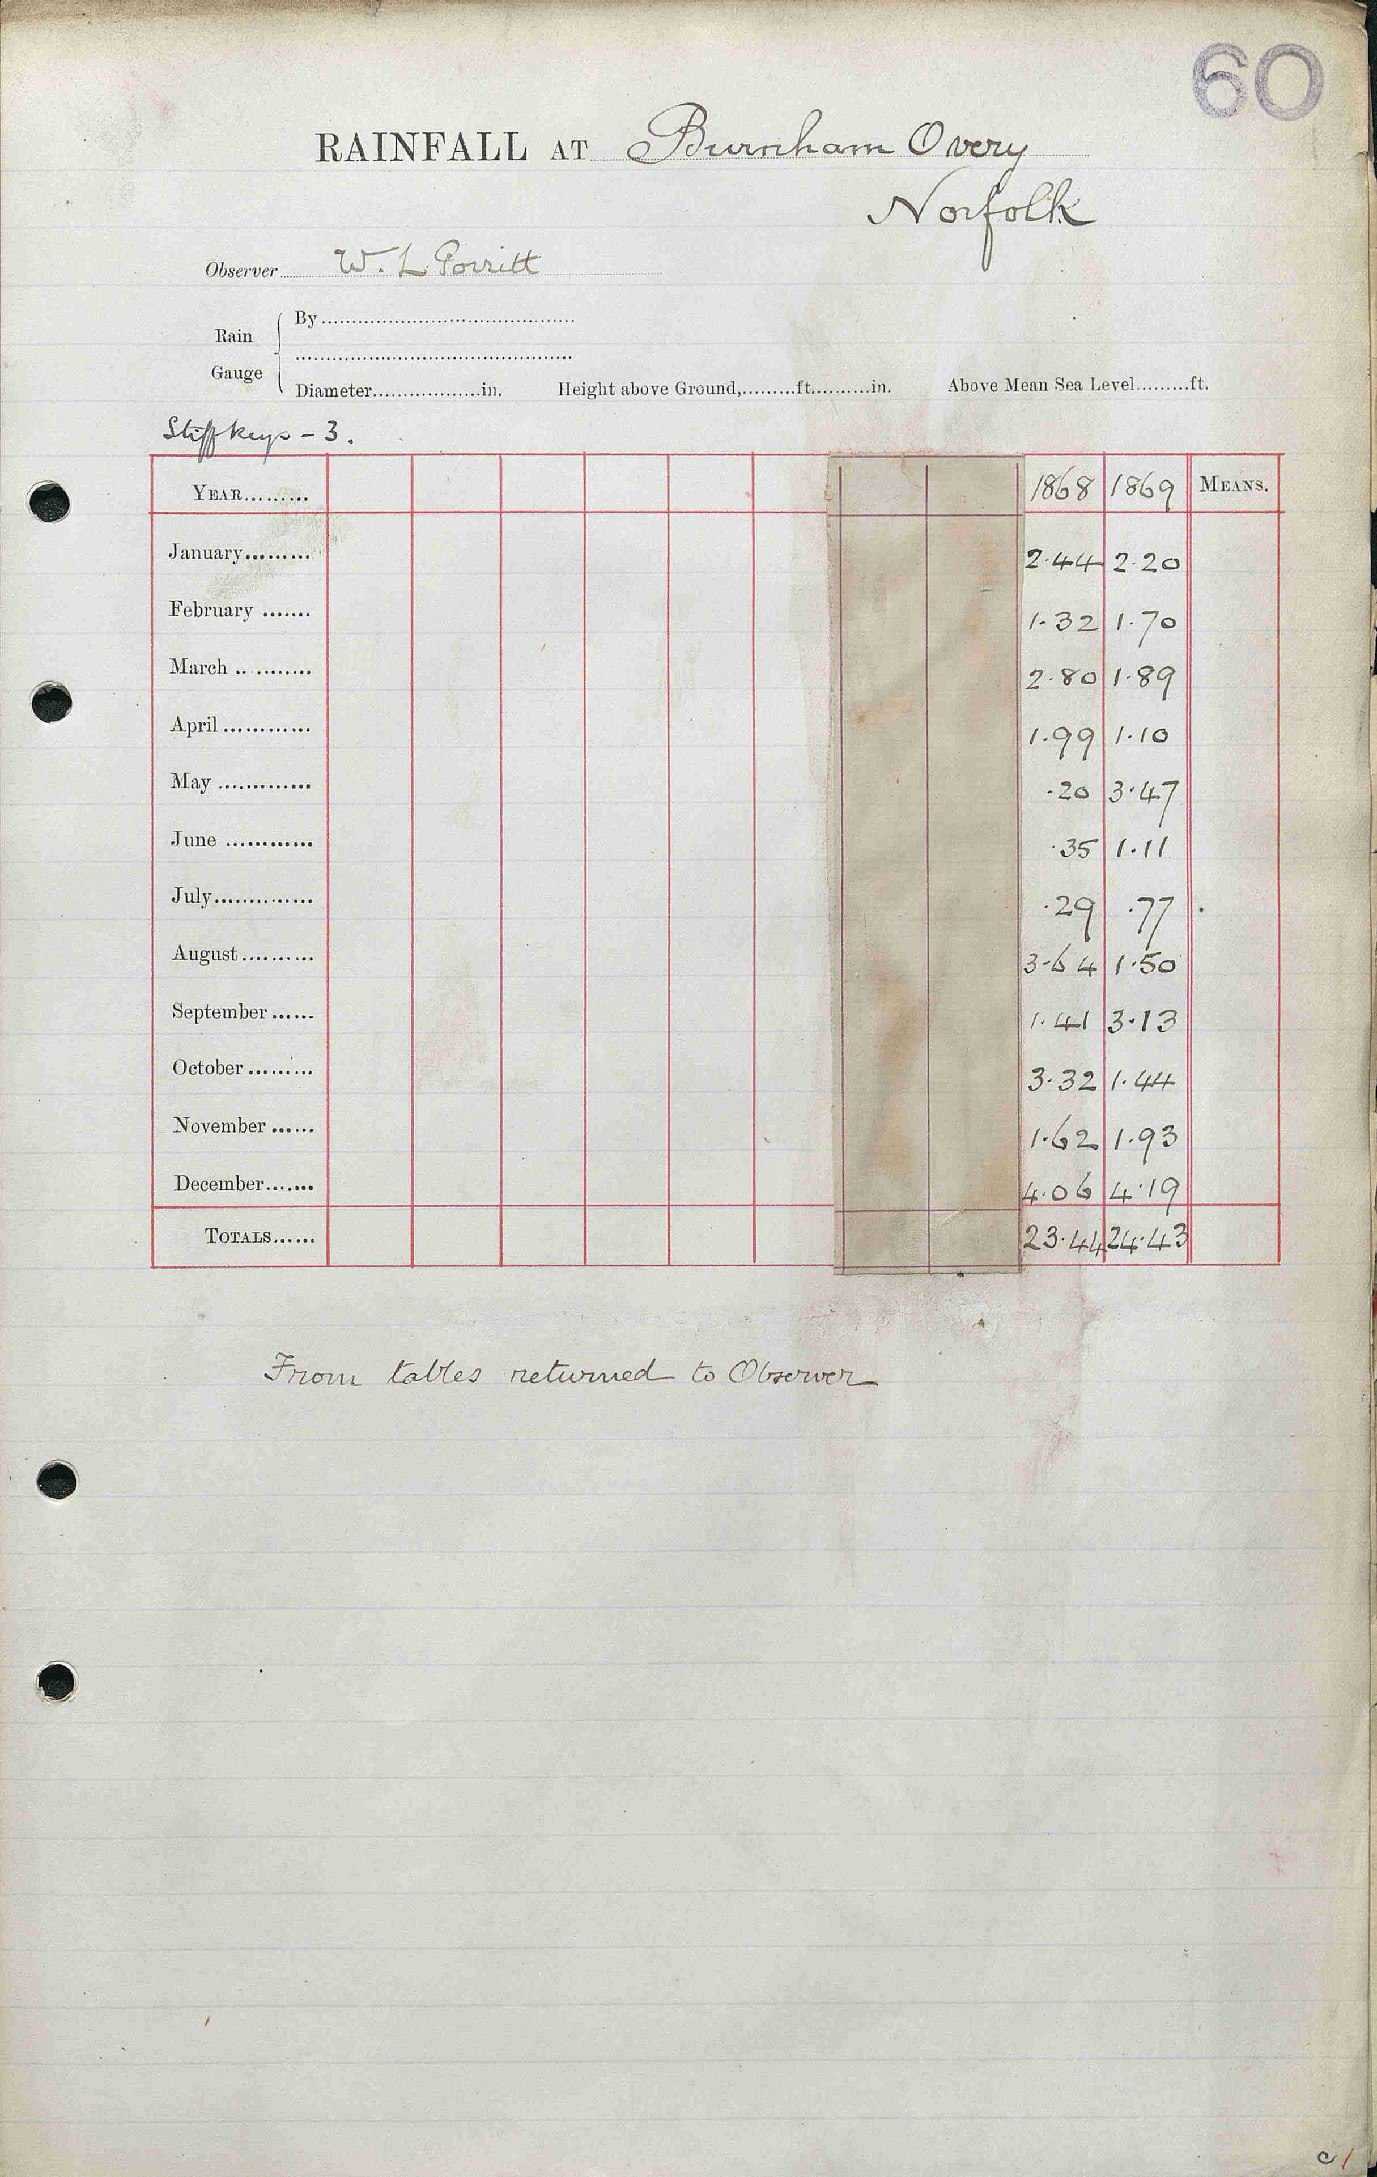 60
RAINFALL AT Burnham Overy
Norfolk
Observer W. L Porritt
Rain Gauge { By
Diameter in. Height above Ground, ft. in. Above Mean Sea Level ft.
Stiffkeys - 3.
YEAR 1868 1869 MEANS.
January 2.44 2.20
February 1.32 1.70
March 2.80 1.89
April 1.99 1.10
May .20 3.47
June .35 1.11
July .29 .77
August 3.64 1.50
September 1.41 3.13
October 3.32 1.44
November 1.62 1.93
December 4.06 4.19
TOTALS 23.44 24.43
From tables returned to Observer
c 1